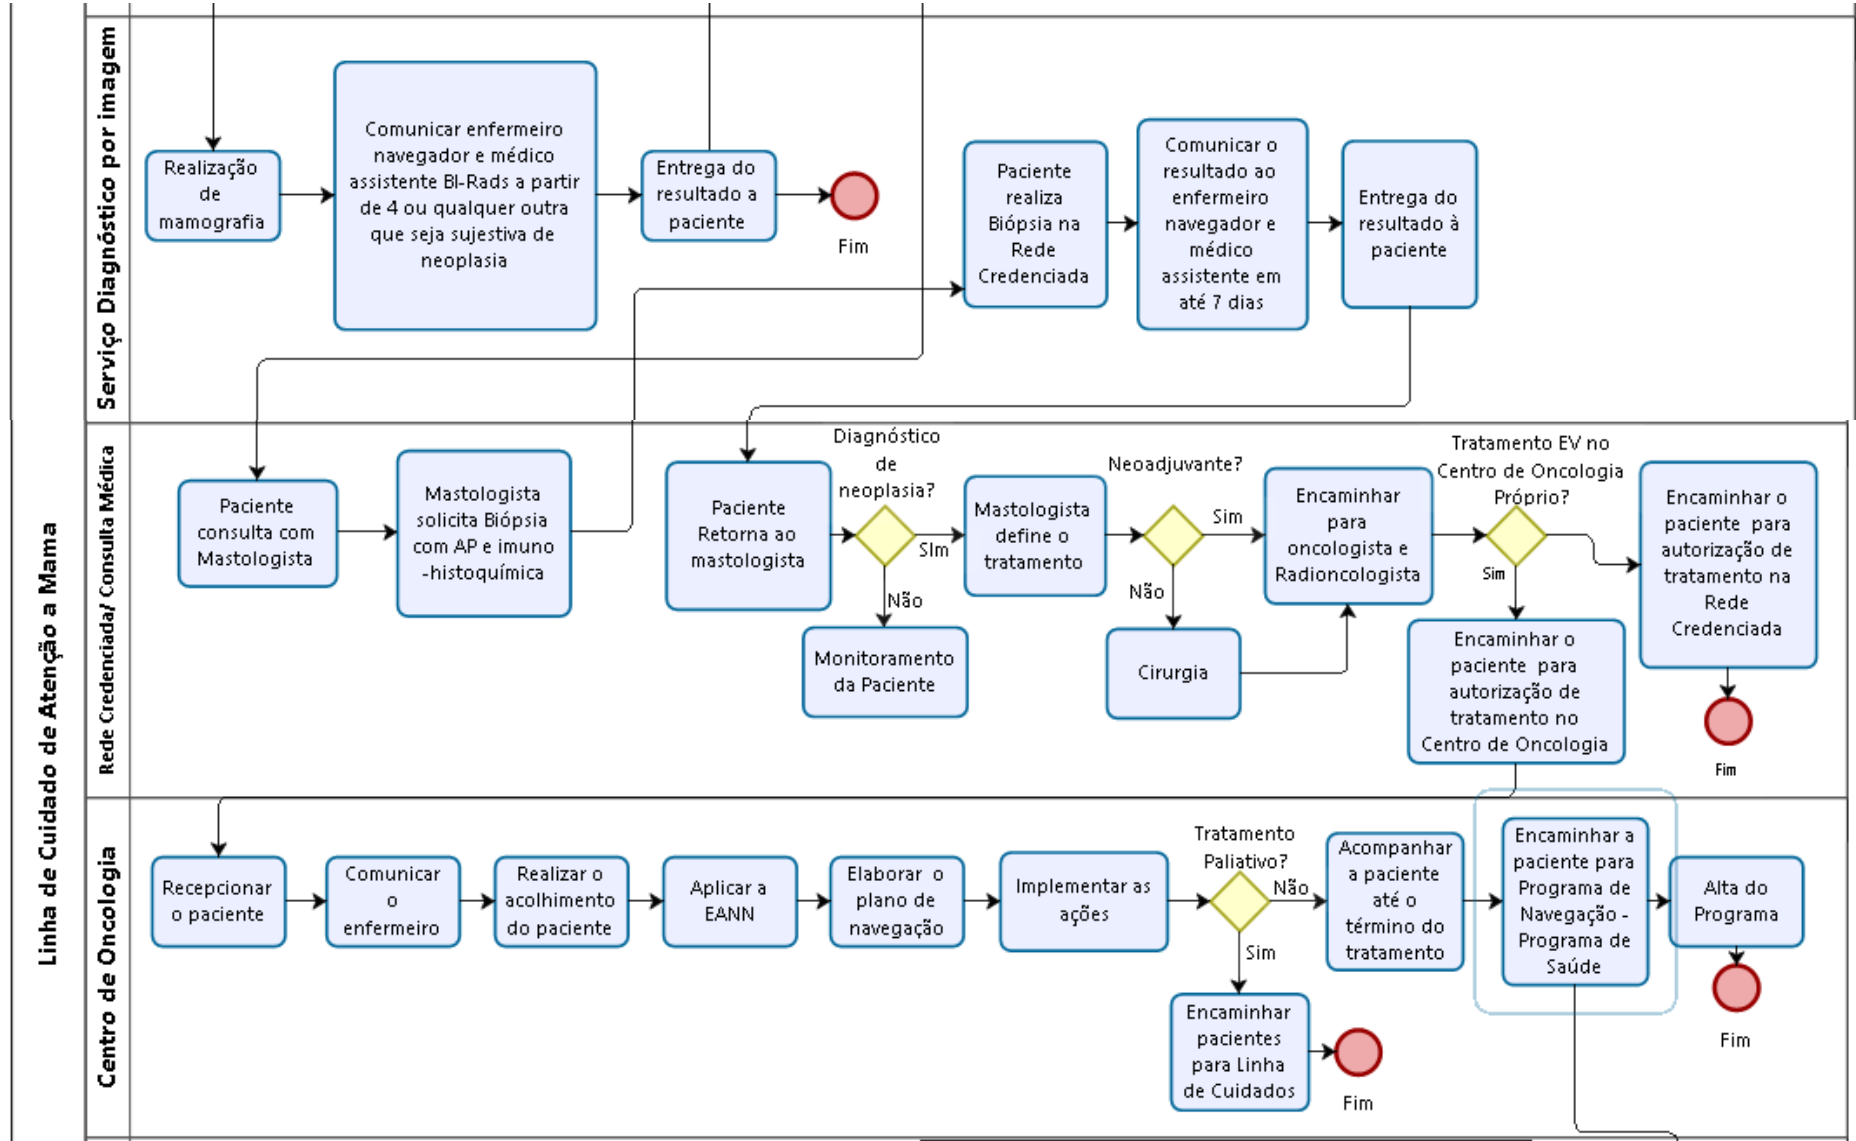 Linha de Cuidado de Atenção a Mama
Serviço Diagnóstico por imagem
Realização
de
mamografia
Comunicar enfermeiro
navegador e médico
assistente BI-Rads a partir
de 4 ou qualquer outra
que seja sujestiva de
neoplasia
Entrega do
resultado a
paciente
Fim
Paciente
realiza
Biópsia na
Rede
Credenciada
Comunicar o
resultado ao
enfermeiro
navegador e
médico
assistente em
até 7 dias
Entrega do
resultado à
paciente
Rede Credenciada/ Consulta Médica
Paciente
consulta com
Mastologista
Mastologista
solicita Biópsia
com AP e imuno
-histoquímica
Paciente
Retorna ao
mastologista
Diagnóstico
de
neoplasia?
SIm
Não
Monitoramento
da Paciente
Mastologista
define o
tratamento
Neoadjuvante?
Sim
Não
Cirurgia
Encaminhar
para
oncologista e
Radioncologista
Tratamento EV no
Centro de Oncologia
Próprio?
Sim
Encaminhar o
paciente para
autorização de
tratamento no
Centro de Oncologia
Encaminhar o
paciente para
autorização de
tratamento na
Rede
Credenciada
Fim
Centro de Oncologia
Recepcionar
o paciente
Comunicar
o
enfermeiro
Realizar o
acolhimento
do paciente
Aplicar a
EANN
Elaborar o
plano de
navegação
Implementar as
ações
Tratamento
Paliativo?
Não
Sim
Encaminhar
pacientes
para Linha
de Cuidados
Fim
Acompanhar
a paciente
até o
término do
tratamento
Encaminhar a
paciente para
Programa de
Navegação -
Programa de
Saúde
Alta do
Programa
Fim